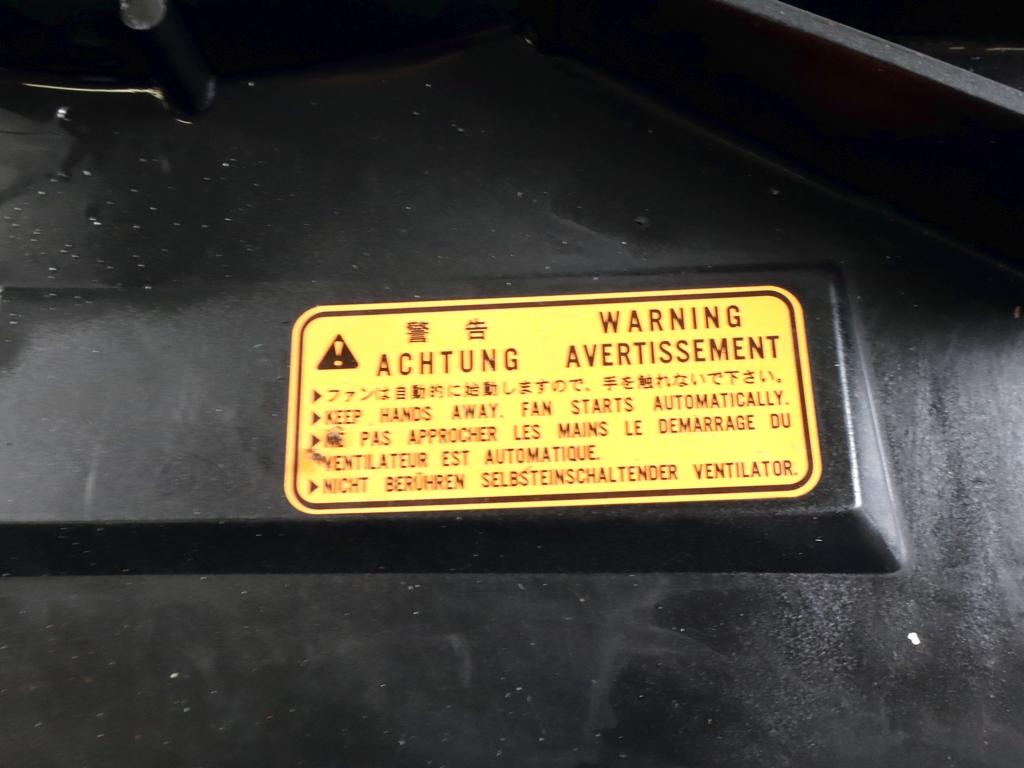 警告 WARNING
ACHTUNG AVERTISSEMENT
ファンは自動的に始動しますので、手を触れないで下さい。
KEEP HANDS AWAY. FAN STARTS AUTOMATICALLY.
NE PAS APPROCHER LES MAINS LE DEMARRAGE DU
VENTILATEUR EST AUTOMATIQUE.
NICHT BERÜHREN SELBSTEINSCHALTENDER VENTILATOR.